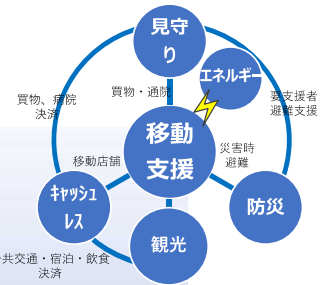 見守
り
エネルギー
買物、病院
決済
買物・通院
要支援者
避難支援
移動
支援
災害時
避難
移動店舗
ｷｬｯｼｭ
ﾚｽ
防災
観光
共交通・宿泊・飲食
決済